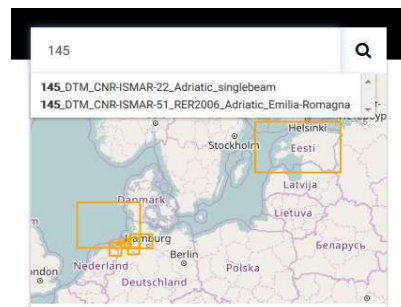 145
145_DTM_CNR-ISMAR-22_Adriatic_singlebeam
145_DTM_CNR-ISMAR-51_RER2006_Adriatic_Emilia-Romagna
Helsinki
Stockholm
Eesti
Latvija
Danmark
Lietuva
Hamburg
Беларусь
Berlin
ndon
Nederland
Polska
Deutschland